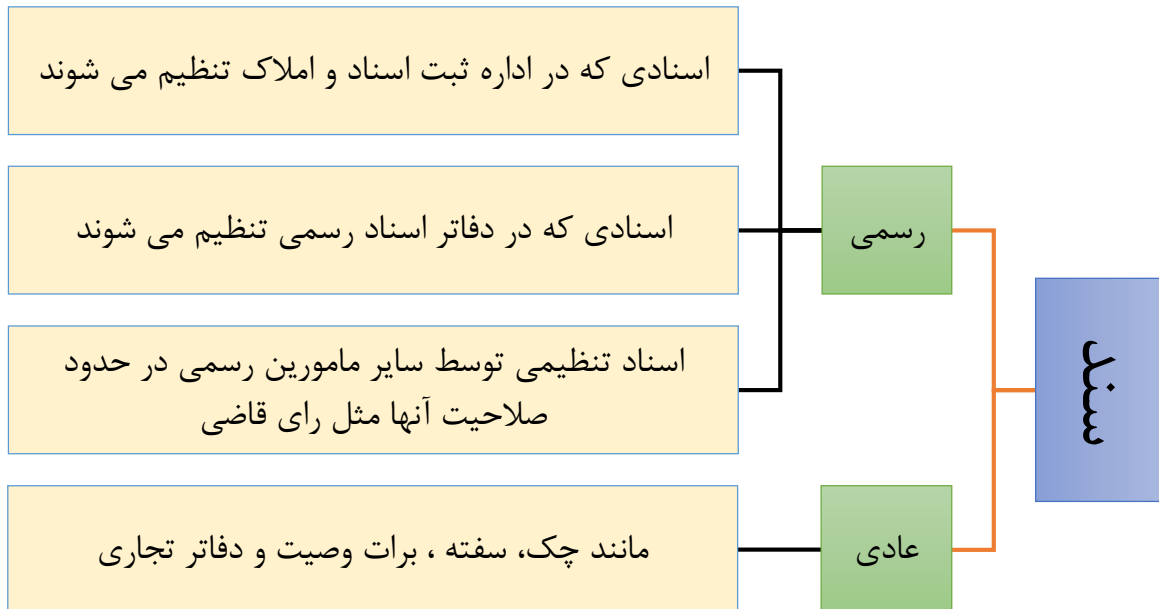 سند
رسمی
اسنادی که در اداره ثبت اسناد و املاک تنظیم می شوند
اسنادی که در دفاتر اسناد رسمی تنظیم می شوند
اسناد تنظیمی توسط سایر مامورین رسمی در حدود
صلاحیت آنها مثل رای قاضی
عادی
مانند چک، سفته ، برات وصیت و دفاتر تجاری